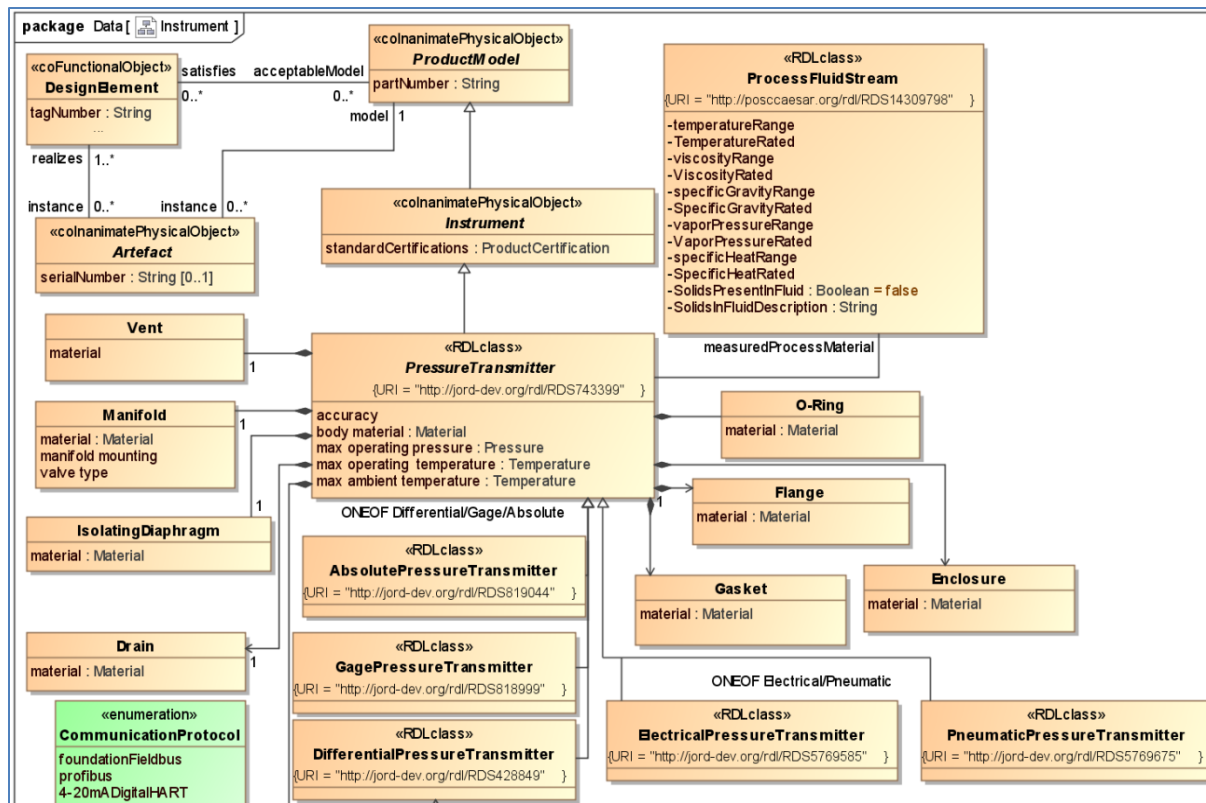 package Data [ Instrument ]
«coFunctionalObject»
DesignElement
tagNumber : String
...
satisfies
0..*
acceptableModel
0..*
«coInanimatePhysicalObject»
ProductModel
partNumber : String
model
1
realizes
1..*
instance
0..*
instance
0..*
«coInanimatePhysicalObject»
Artefact
serialNumber : String [0..1]
«coInanimatePhysicalObject»
Instrument
standardCertifications : ProductCertification
«RDLclass»
ProcessFluidStream
{URI = "http://posccaesar.org/rdl/RDS14309798" }
-temperatureRange
-TemperatureRated
-viscosityRange
-ViscosityRated
-specificGravityRange
-SpecificGravityRated
-vaporPressureRange
-VaporPressureRated
-specificHeatRange
-SpecificHeatRated
-SolidsPresentInFluid : Boolean = false
-SolidsInFluidDescription : String
measuredProcessMaterial
Vent
material
1
«RDLclass»
PressureTransmitter
{URI = "http://jord-dev.org/rdl/RDS743399" }
accuracy
body material : Material
max operating pressure : Pressure
max operating temperature : Temperature
max ambient temperature : Temperature
Manifold
material : Material
manifold mounting
valve type
1
IsolatingDiaphragm
material : Material
1
O-Ring
material : Material
Flange
material : Material
1
Gasket
material : Material
Enclosure
material : Material
Drain
material : Material
1
ONEOF Differential/Gage/Absolute
«RDLclass»
AbsolutePressureTransmitter
{URI = "http://jord-dev.org/rdl/RDS819044" }
«RDLclass»
GagePressureTransmitter
{URI = "http://jord-dev.org/rdl/RDS818999" }
«RDLclass»
DifferentialPressureTransmitter
{URI = "http://jord-dev.org/rdl/RDS428849" }
ONEOF Electrical/Pneumatic
«RDLclass»
ElectricalPressureTransmitter
{URI = "http://jord-dev.org/rdl/RDS5769585" }
«RDLclass»
PneumaticPressureTransmitter
{URI = "http://jord-dev.org/rdl/RDS5769675" }
«enumeration»
CommunicationProtocol
foundationFieldbus
profibus
4-20mADigitalHART